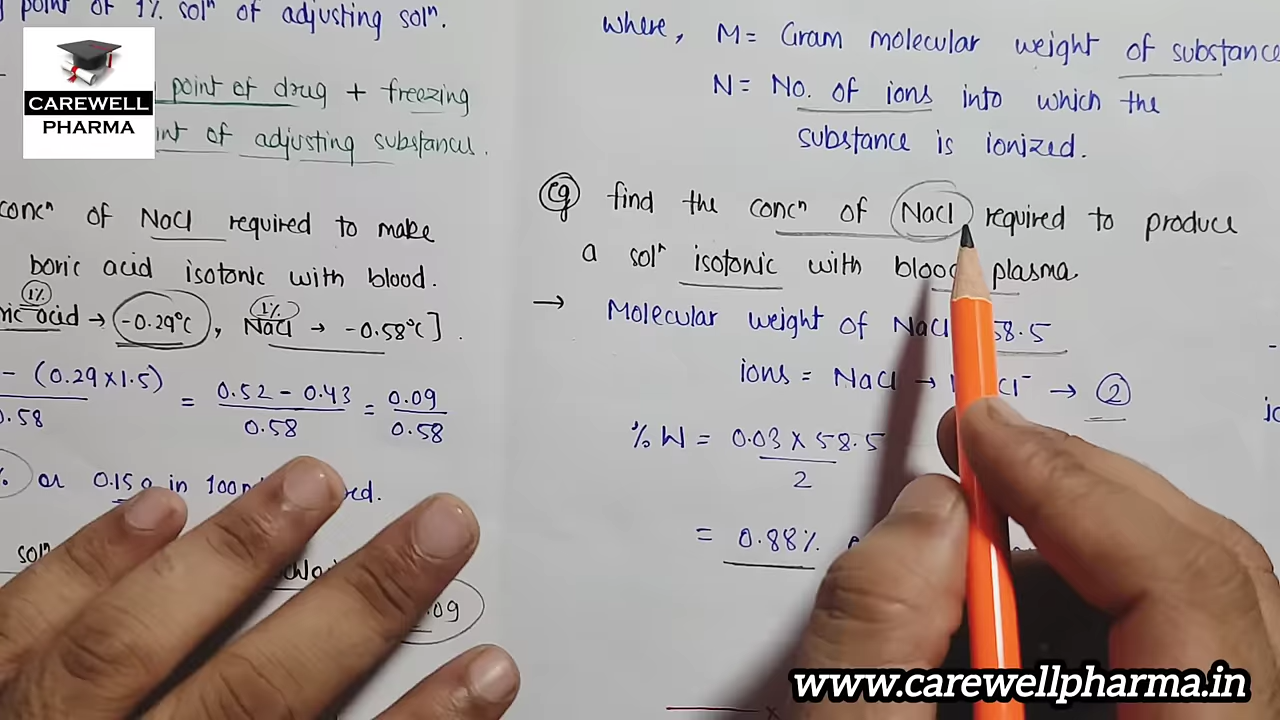 point of 1% solⁿ of adjusting solⁿ.
CAREWELL
PHARMA
point of drug + freezing
of adjusting substances.
concⁿ of NaCl required to make
boric acid isotonic with blood.
1%
acid → -0.29°C, NaCl → -0.58°C].
1%
- (0.29×1.5) = 0.52 - 0.43 = 0.09
0.58 0.58 0.58
% or 0.15g in 100
solⁿ
.09
where, M= Gram molecular weight of substance
N= No. of ions into which the
substance is ionized.
eg find the concⁿ of NaCl required to produce
a solⁿ isotonic with blood plasma
→ Molecular weight of NaCl 58.5
ions = NaCl → Cl⁻ → 2
% W = 0.03 × 58.5
2
= 0.88%
www.carewellpharma.in